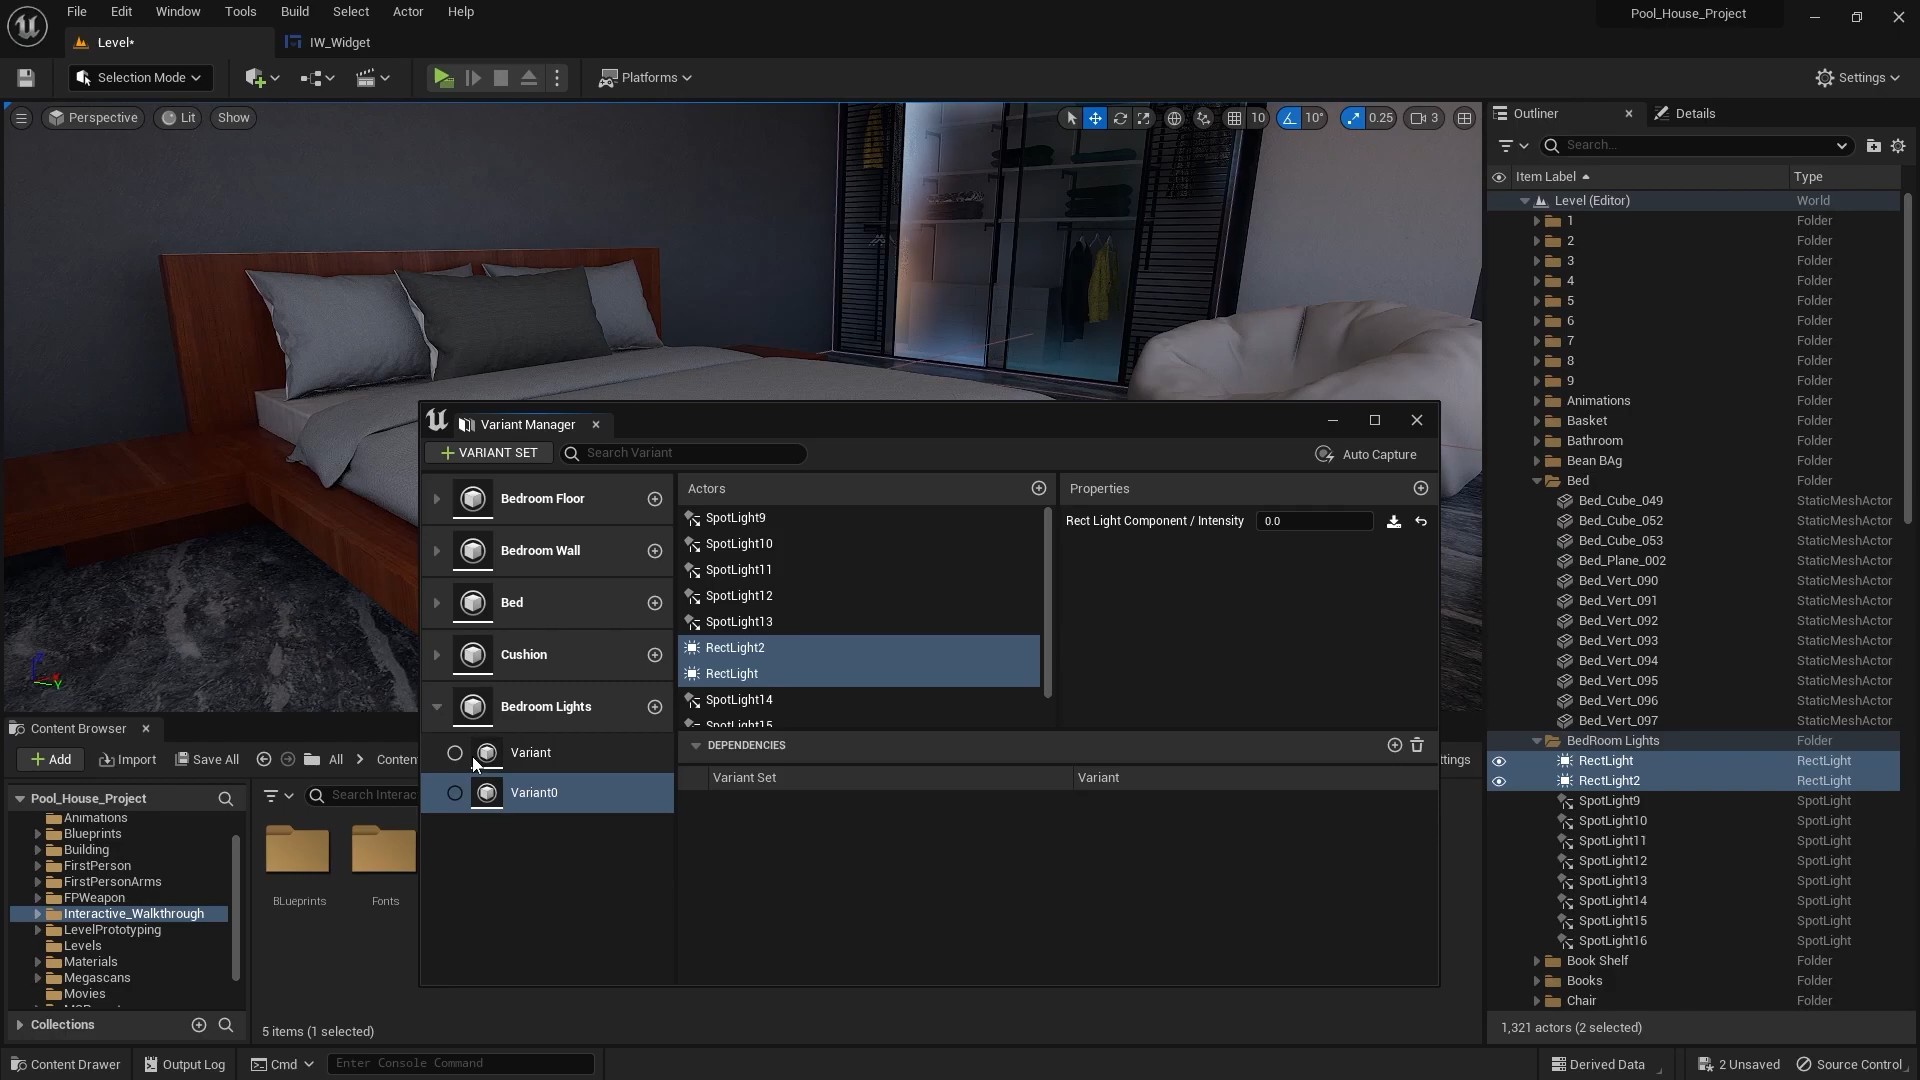 File Edit Window Tools Build Select Actor Help
Pool_House_Project
Level*
IW_Widget
Selection Mode
Platforms
Settings
Perspective
Lit
Show
10
10°
0.25
3
Outliner
Details
Search...
Item Label
Type
Level (Editor) World
1 Folder
2 Folder
3 Folder
4 Folder
5 Folder
6 Folder
7 Folder
8 Folder
9 Folder
Animations Folder
Basket Folder
Bathroom Folder
Bean BAg Folder
Bed Folder
Bed_Cube_049 StaticMeshActor
Bed_Cube_052 StaticMeshActor
Bed_Cube_053 StaticMeshActor
Bed_Plane_002 StaticMeshActor
Bed_Vert_090 StaticMeshActor
Bed_Vert_091 StaticMeshActor
Bed_Vert_092 StaticMeshActor
Bed_Vert_093 StaticMeshActor
Bed_Vert_094 StaticMeshActor
Bed_Vert_095 StaticMeshActor
Bed_Vert_096 StaticMeshActor
Bed_Vert_097 StaticMeshActor
BedRoom Lights Folder
RectLight RectLight
RectLight2 RectLight
SpotLight9 SpotLight
SpotLight10 SpotLight
SpotLight11 SpotLight
SpotLight12 SpotLight
SpotLight13 SpotLight
SpotLight14 SpotLight
SpotLight15 SpotLight
SpotLight16 SpotLight
Book Shelf Folder
Books Folder
Chair Folder
1,321 actors (2 selected)
Variant Manager
VARIANT SET
Search Variant
Auto Capture
Bedroom Floor
Bedroom Wall
Bed
Cushion
Bedroom Lights
Variant
Variant0
Actors
SpotLight9
SpotLight10
SpotLight11
SpotLight12
SpotLight13
RectLight2
RectLight
SpotLight14
SpotLight15
Properties
Rect Light Component / Intensity 0.0
DEPENDENCIES
Variant Set
Variant
Content Browser
Add
Import
Save All
All
Conten
tings
Pool_House_Project
Animations
Blueprints
Building
FirstPerson
FirstPersonArms
FPWeapon
Interactive_Walkthrough
LevelPrototyping
Levels
Materials
Megascans
Movies
Collections
Search Interac
BLueprints
Fonts
5 items (1 selected)
Content Drawer
Output Log
Cmd
Enter Console Command
Derived Data
2 Unsaved
Source Control